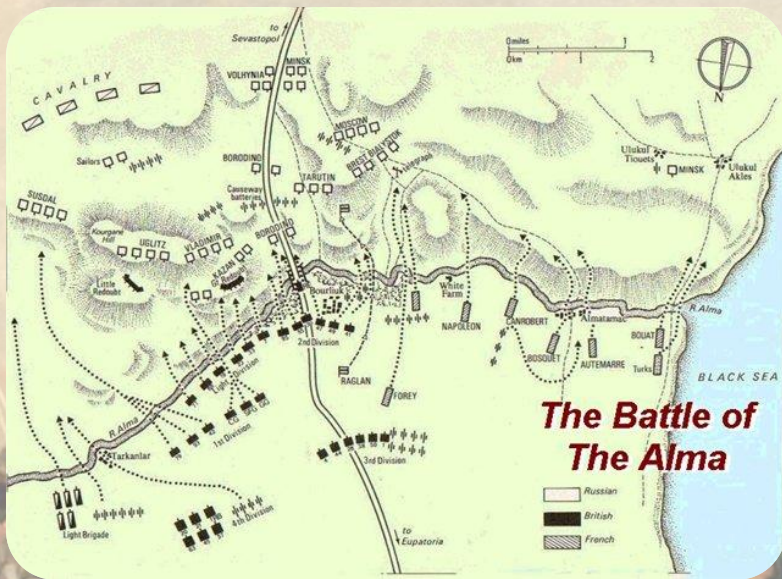 to
Sevastopol
0 miles 1
0 km 1 2
N
CAVALRY
VOLHYNIA
MINSK
MOSCOW
BREST
BIALYSTOK
Telegraph
Sailors
BORODINO
TARUTIN
Causeway
batteries
Ulukul
Tiouets
Ulukul
Akles
MINSK
SUSDAL
Kourgane
Hill
UGLITZ
VLADIMIR
BORODINO
KAZAN
Little
Redoubt
Bourliuk
White
Farm
Almatamac
R. Alma
2nd Division
NAPOLEON
CANROBERT
BOSQUET
AUTEMARRE
BOUAT
Turks
Light Division
RAGLAN
FOREY
BLACK SEA
R. Alma
CG
SFG
GG
1st Division
Tarkanlar
3rd Division
4th Division
Light Brigade
to
Eupatoria
The Battle of
The Alma
Russian
British
French